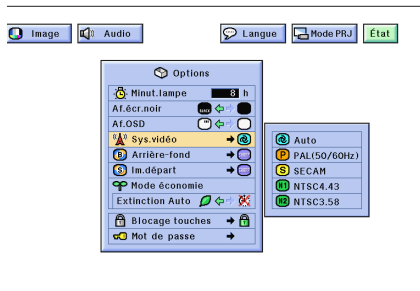 Image Audio Langue Mode PRJ État
Options
Minut.lampe 8 h
Af.écr.noir
Af.OSD
Sys.vidéo
Arrière-fond
Im.départ
Mode économie
Extinction Auto
Blocage touches
Mot de passe
Auto
P PAL(50/60Hz)
S SECAM
N1 NTSC4.43
N2 NTSC3.58